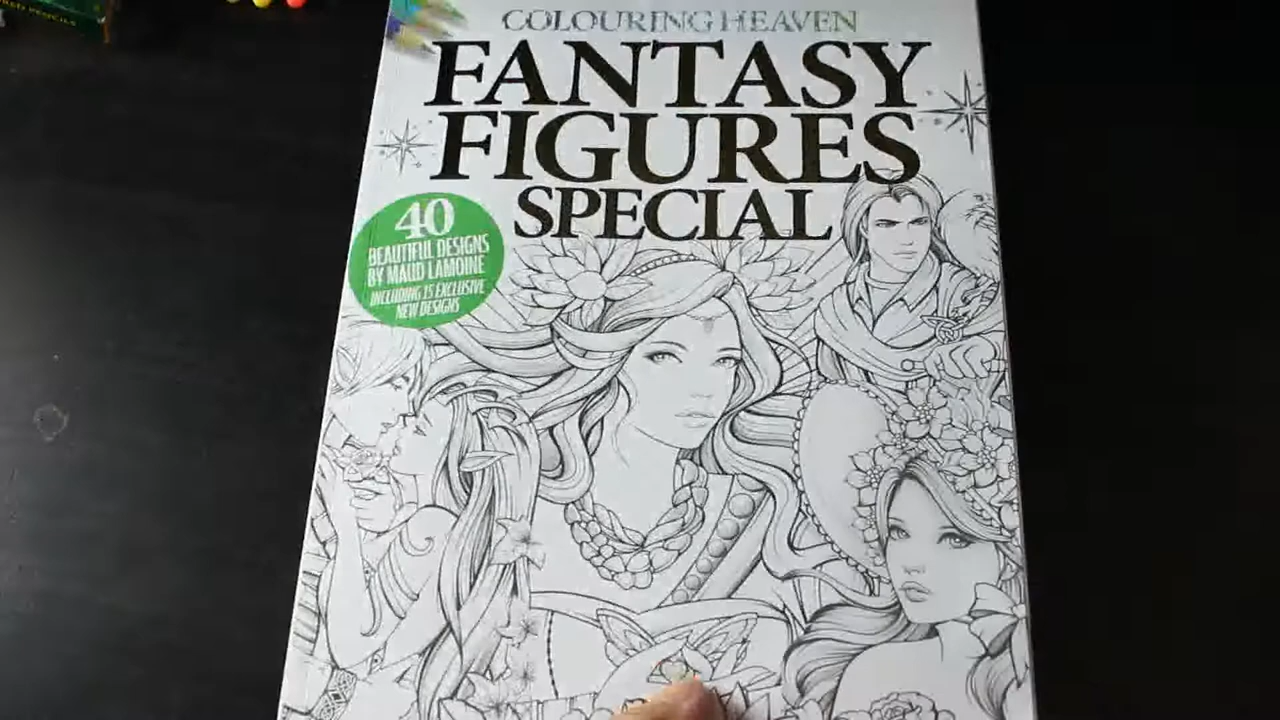 COLOURING HEAVEN
FANTASY
FIGURES
SPECIAL
40
BEAUTIFUL DESIGNS
BY MAUD LAMOINE
INCLUDING 15 EXCLUSIVE
NEW DESIGNS